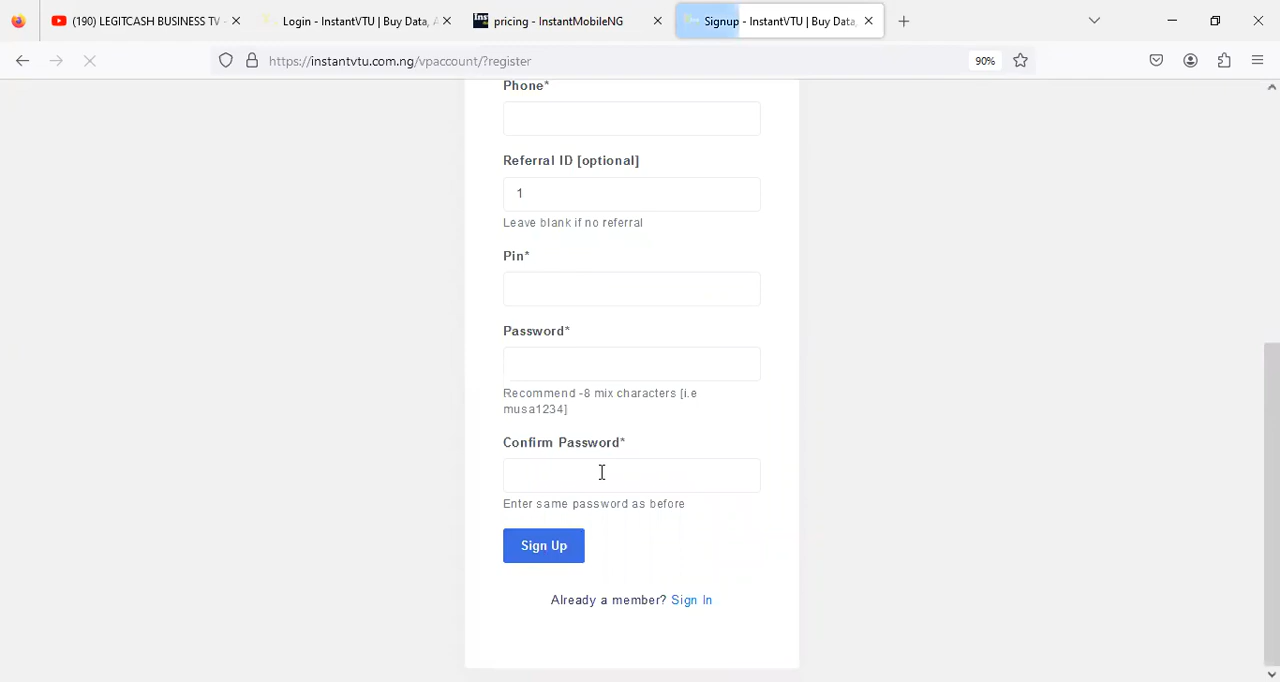 (190) LEGITCASH BUSINESS TV -
Login - InstantVTU | Buy Data, A
pricing - InstantMobileNG
Signup - InstantVTU | Buy Data,
https://instantvtu.com.ng/vpaccount/?register
90%
Phone*
Referral ID [optional]
1
Leave blank if no referral
Pin*
Password*
Recommend -8 mix characters [i.e
musa1234]
Confirm Password*
Enter same password as before
Sign Up
Already a member? Sign In